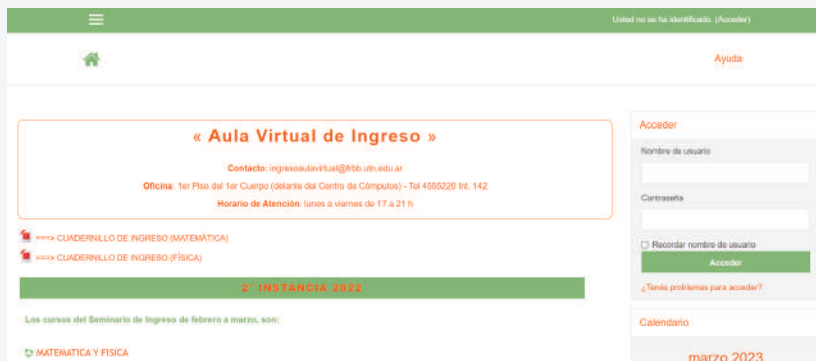 Usted no se ha identificado. (Acceder)
Ayuda
« Aula Virtual de Ingreso »
Contacto: ingresoaulavirtual@frbb.utn.edu.ar
Oficina: 1er Piso del 1er Cuerpo (delante del Centro de Cómputos) - Tel 4555220 Int. 142
Horario de Atención: lunes a viernes de 17 a 21 h
===> CUADERNILLO DE INGRESO (MATEMÁTICA)
===> CUADERNILLO DE INGRESO (FÍSICA)
2° INSTANCIA 2022
Los cursos del Seminario de Ingreso de febrero a marzo, son:
MATEMATICA Y FISICA
Acceder
Nombre de usuario
Contraseña
Recordar nombre de usuario
Acceder
¿Tenés problemas para acceder?
Calendario
marzo 2023